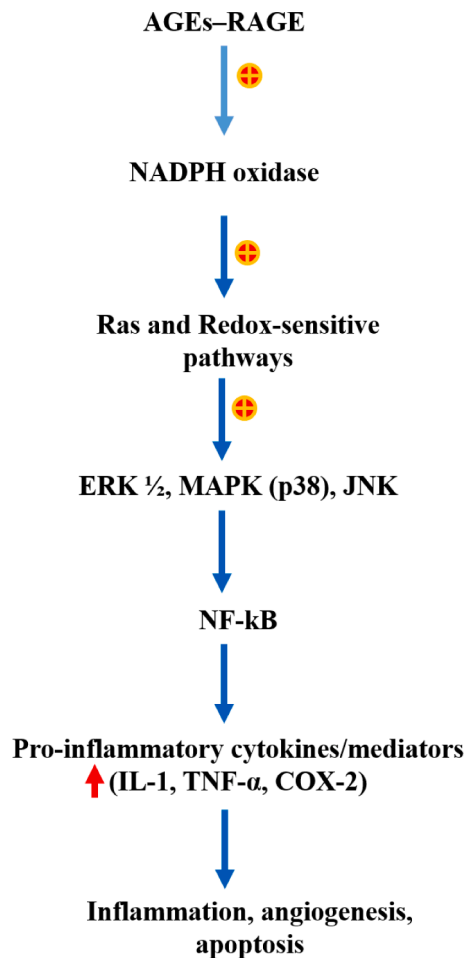 AGEs–RAGE
NADPH oxidase
Ras and Redox-sensitive
pathways
ERK ½, MAPK (p38), JNK
NF-kB
Pro-inflammatory cytokines/mediators
(IL-1, TNF-α, COX-2)
Inflammation, angiogenesis,
apoptosis